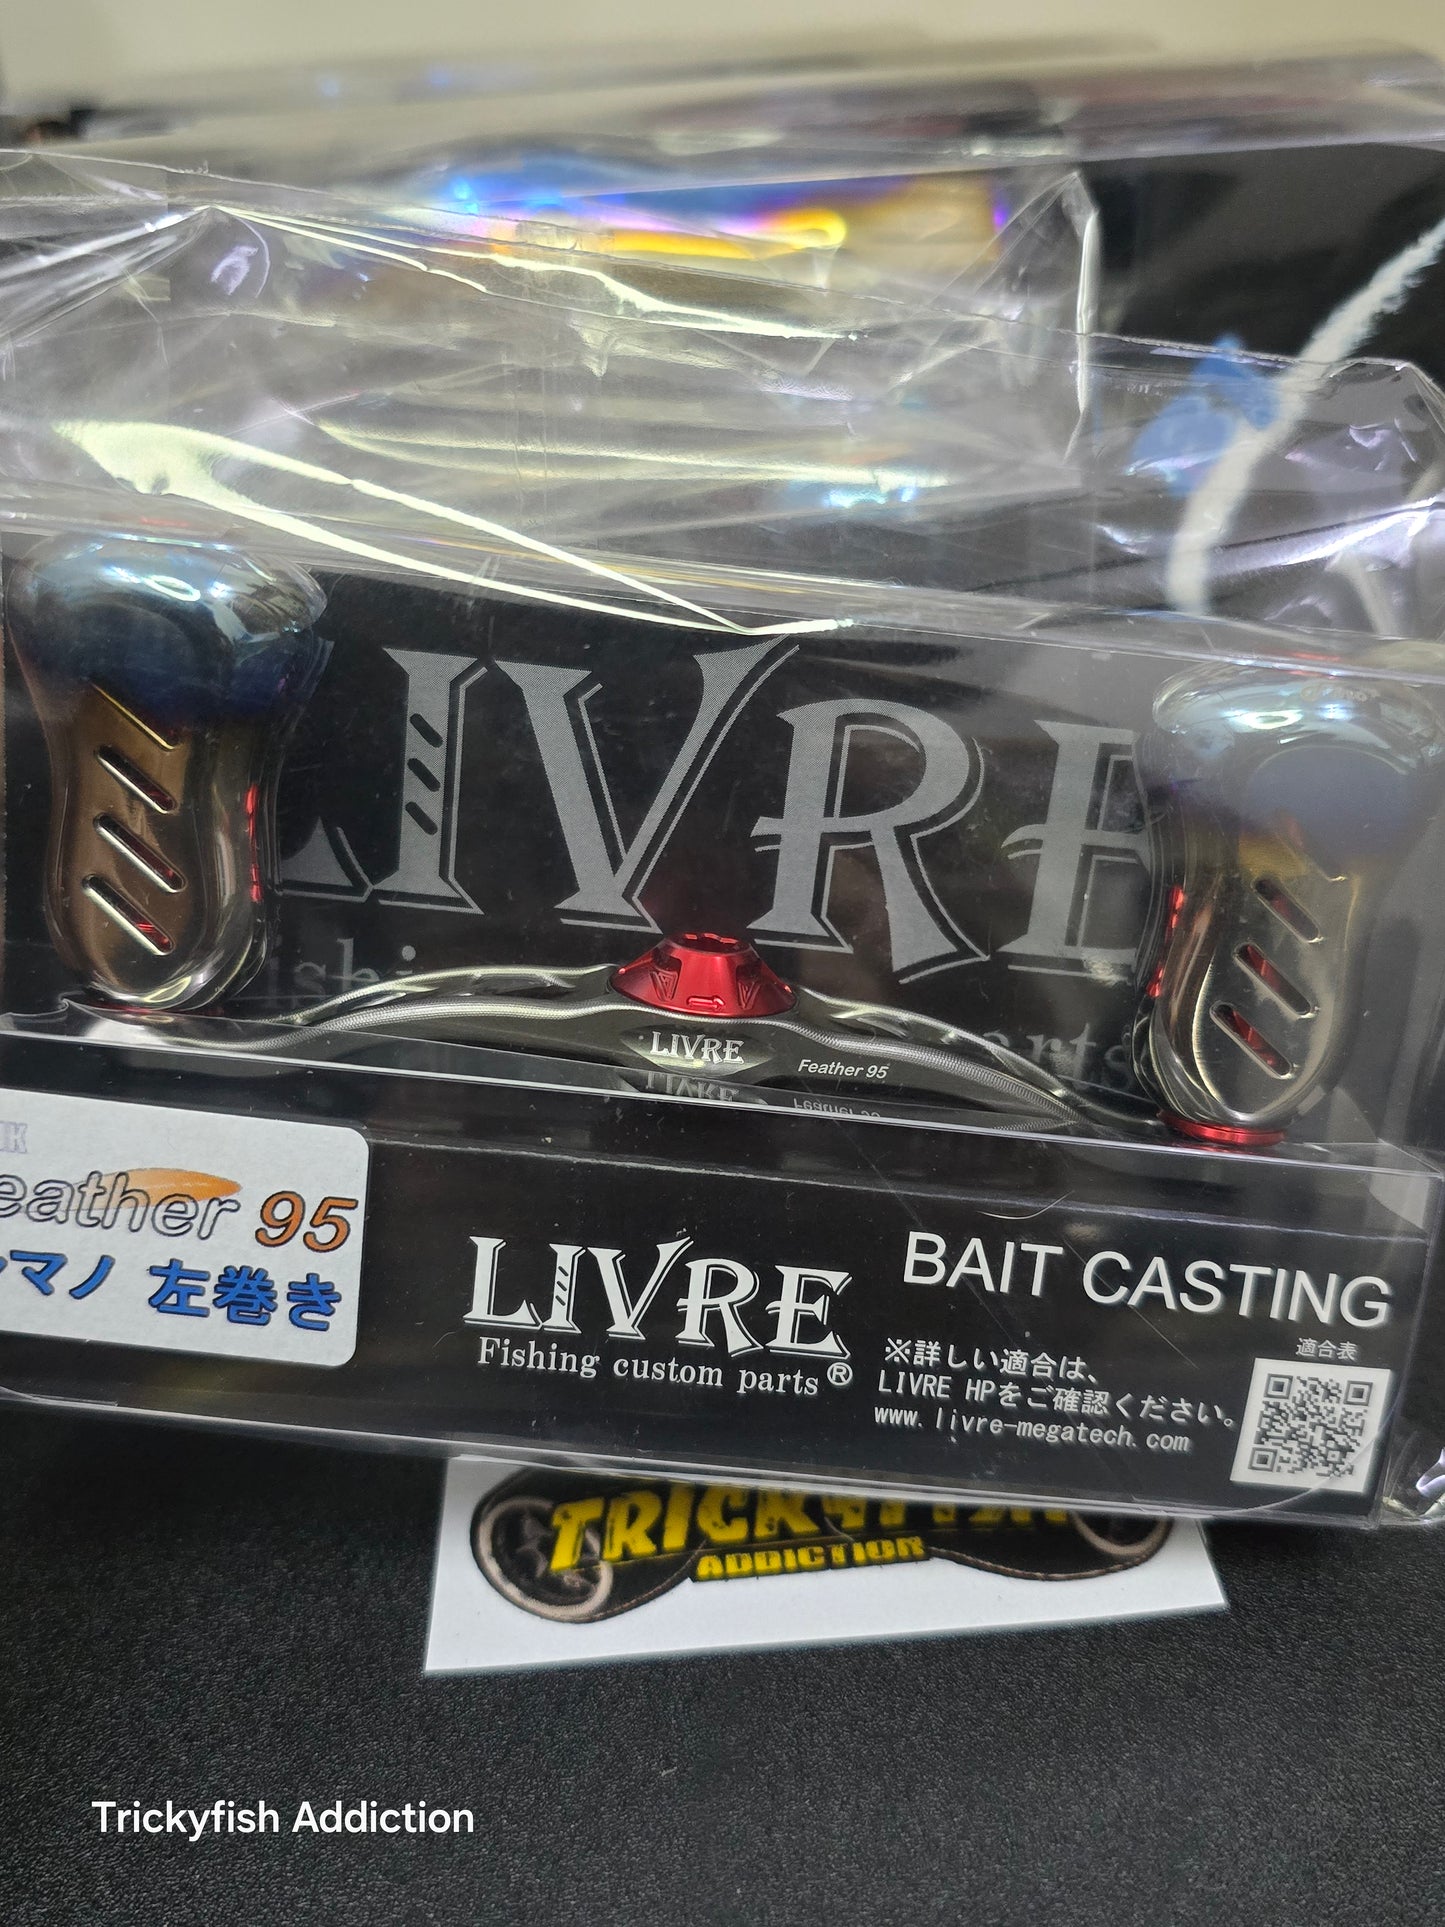 LIVRE
LIVRE
Feather 95
eather 95
マノ 左巻き
LIVRE
Fishing custom parts®
BAIT CASTING
※詳しい適合は、
LIVRE HPをご確認ください。
www.livre-megatech.com
適合表
TRICKYFISH
ADDICTION
Trickyfish Addiction